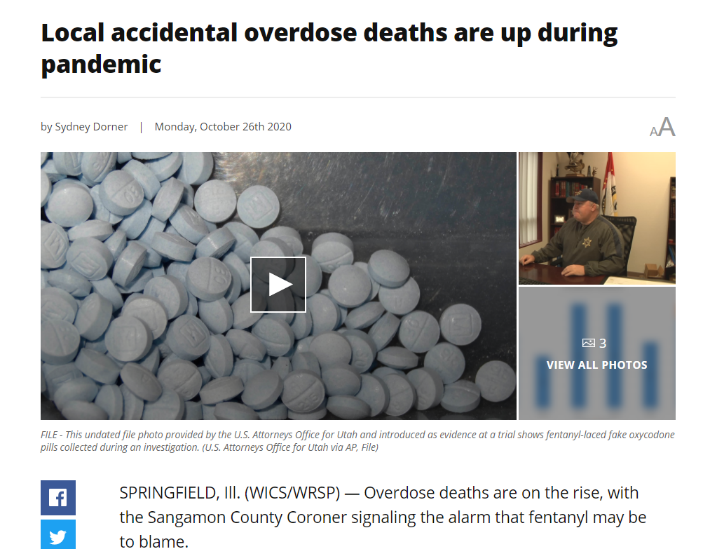 Local accidental overdose deaths are up during
pandemic
by Sydney Dorner | Monday, October 26th 2020
AA
3
VIEW ALL PHOTOS
FILE - This undated file photo provided by the U.S. Attorneys Office for Utah and introduced as evidence at a trial shows fentanyl-laced fake oxycodone
pills collected during an investigation. (U.S. Attorneys Office for Utah via AP, File)
SPRINGFIELD, Ill. (WICS/WRSP) — Overdose deaths are on the rise, with
the Sangamon County Coroner signaling the alarm that fentanyl may be
to blame.